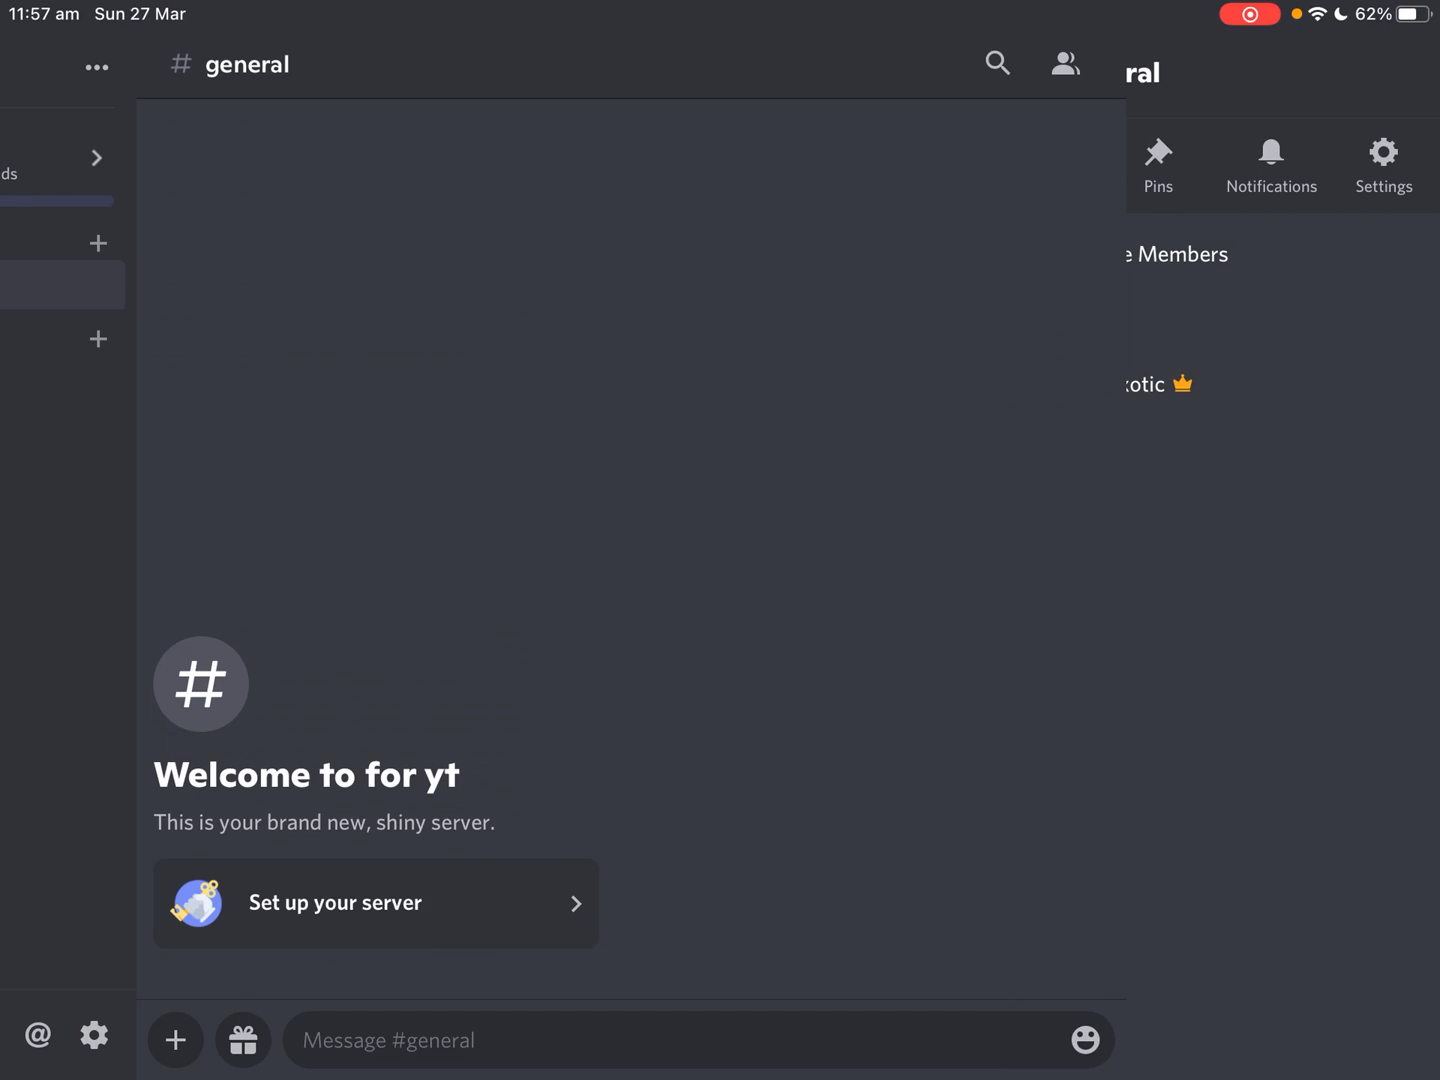 11:57 am Sun 27 Mar
62%
# general
ral
ds
Pins
Notifications
Settings
e Members
xotic
#
Welcome to for yt
This is your brand new, shiny server.
Set up your server
@
Message #general